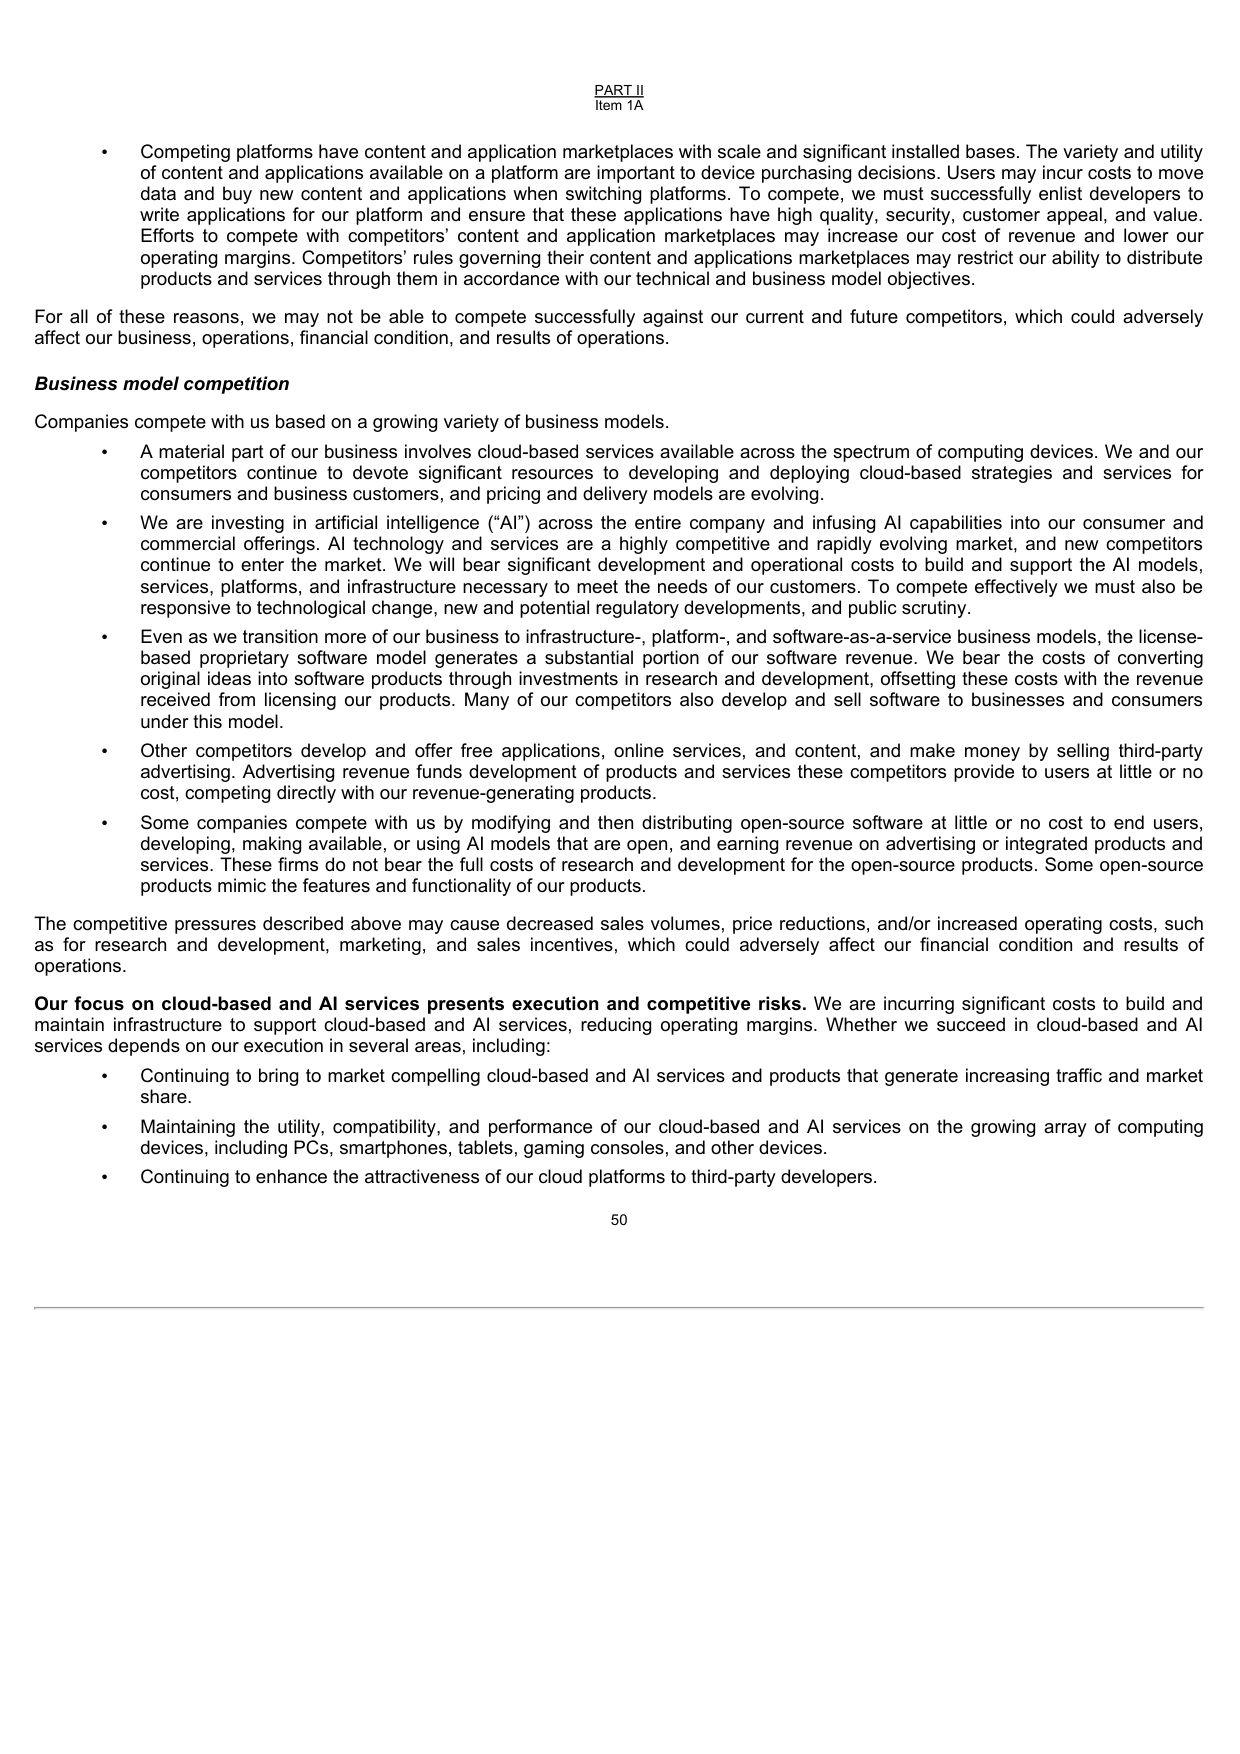 PART II
Item 1A
• Competing platforms have content and application marketplaces with scale and significant installed bases. The variety and utility
of content and applications available on a platform are important to device purchasing decisions. Users may incur costs to move
data and buy new content and applications when switching platforms. To compete, we must successfully enlist developers to
write applications for our platform and ensure that these applications have high quality, security, customer appeal, and value.
Efforts to compete with competitors’ content and application marketplaces may increase our cost of revenue and lower our
operating margins. Competitors’ rules governing their content and applications marketplaces may restrict our ability to distribute
products and services through them in accordance with our technical and business model objectives.
For all of these reasons, we may not be able to compete successfully against our current and future competitors, which could adversely
affect our business, operations, financial condition, and results of operations.
Business model competition
Companies compete with us based on a growing variety of business models.
• A material part of our business involves cloud-based services available across the spectrum of computing devices. We and our
competitors continue to devote significant resources to developing and deploying cloud-based strategies and services for
consumers and business customers, and pricing and delivery models are evolving.
• We are investing in artificial intelligence (“AI”) across the entire company and infusing AI capabilities into our consumer and
commercial offerings. AI technology and services are a highly competitive and rapidly evolving market, and new competitors
continue to enter the market. We will bear significant development and operational costs to build and support the AI models,
services, platforms, and infrastructure necessary to meet the needs of our customers. To compete effectively we must also be
responsive to technological change, new and potential regulatory developments, and public scrutiny.
• Even as we transition more of our business to infrastructure-, platform-, and software-as-a-service business models, the license-
based proprietary software model generates a substantial portion of our software revenue. We bear the costs of converting
original ideas into software products through investments in research and development, offsetting these costs with the revenue
received from licensing our products. Many of our competitors also develop and sell software to businesses and consumers
under this model.
• Other competitors develop and offer free applications, online services, and content, and make money by selling third-party
advertising. Advertising revenue funds development of products and services these competitors provide to users at little or no
cost, competing directly with our revenue-generating products.
• Some companies compete with us by modifying and then distributing open-source software at little or no cost to end users,
developing, making available, or using AI models that are open, and earning revenue on advertising or integrated products and
services. These firms do not bear the full costs of research and development for the open-source products. Some open-source
products mimic the features and functionality of our products.
The competitive pressures described above may cause decreased sales volumes, price reductions, and/or increased operating costs, such
as for research and development, marketing, and sales incentives, which could adversely affect our financial condition and results of
operations.
Our focus on cloud-based and AI services presents execution and competitive risks. We are incurring significant costs to build and
maintain infrastructure to support cloud-based and AI services, reducing operating margins. Whether we succeed in cloud-based and AI
services depends on our execution in several areas, including:
• Continuing to bring to market compelling cloud-based and AI services and products that generate increasing traffic and market
share.
• Maintaining the utility, compatibility, and performance of our cloud-based and AI services on the growing array of computing
devices, including PCs, smartphones, tablets, gaming consoles, and other devices.
• Continuing to enhance the attractiveness of our cloud platforms to third-party developers.
50